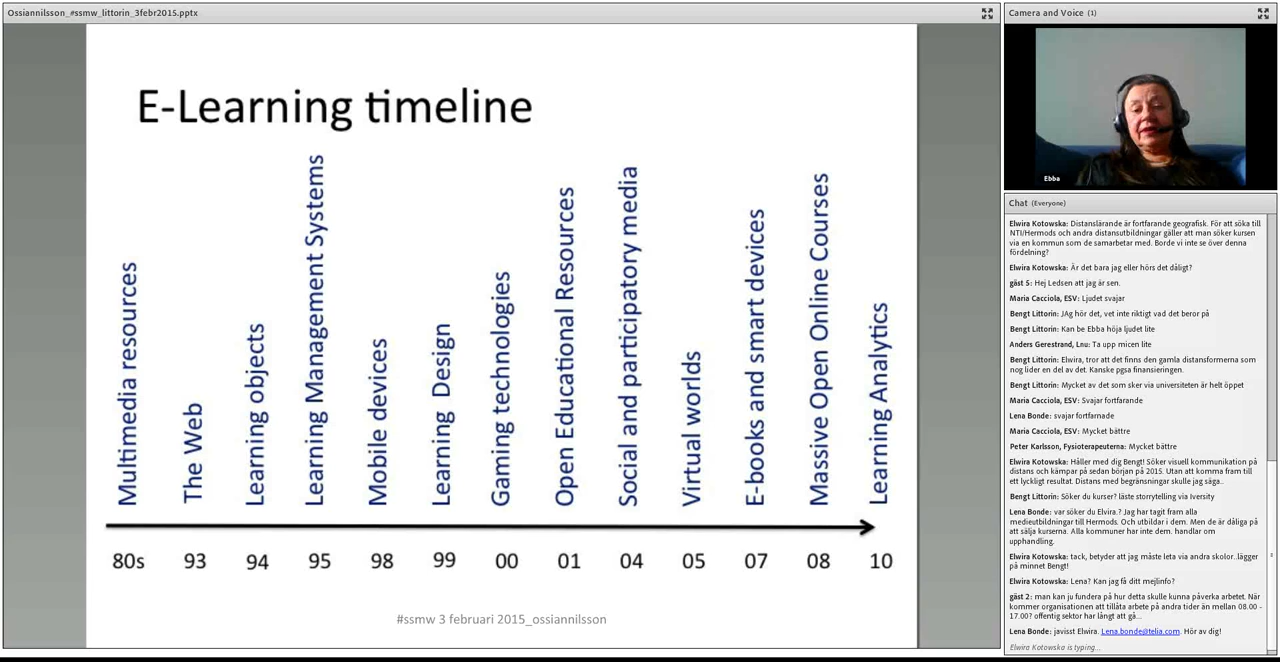 Ossiannilsson_#ssmw_littorin_3febr2015.pptx
E-Learning timeline
Multimedia resources
The Web
Learning objects
Learning Management Systems
Mobile devices
Learning Design
Gaming technologies
Open Educational Resources
Social and participatory media
Virtual worlds
E-books and smart devices
Massive Open Online Courses
Learning Analytics
80s 93 94 95 98 99 00 01 04 05 07 08 10
#ssmw 3 februari 2015_ossiannilsson
Camera and Voice (1)
Ebba
Chat (Everyone)
Elwira Kotowska: Distanslärande är fortfarande geografisk. För att söka till
NTI/Hermods och andra distansutbildningar gäller att man söker kursen
via en kommun som de samarbetar med. Borde vi inte se över denna
fördelning?
Elwira Kotowska: Är det bara jag eller hörs det dåligt?
gäst 5: Hej Ledsen att jag är sen.
Maria Cacciola, ESV: Ljudet svajar
Bengt Littorin: JAg hör det, vet inte riktigt vad det beror på
Bengt Littorin: Kan be Ebba höja ljudet lite
Anders Gerestrand, Lnu: Ta upp micen lite
Bengt Littorin: Elwira, tror att det finns den gamla distansformerna som
nog lider en del av det. Kanske pgsa finansieringen.
Bengt Littorin: Mycket av det som sker via universiteten är helt öppet
Maria Cacciola, ESV: Svajar fortfarande
Lena Bonde: svajar fortfarnade
Maria Cacciola, ESV: Mycket bättre
Peter Karlsson, Fysioterapeuterna: Mycket bättre
Elwira Kotowska: Håller med dig Bengt! Söker visuell kommunikation på
distans och kämpar på sedan början på 2015. Utan att komma fram till
ett lyckligt resultat. Distans med begränsningar skulle jag säga..
Bengt Littorin: Söker du kurser? läste storytelling via Iversity
Lena Bonde: var söker du Elvira.? Jag har tagit fram alla
medieutbildningar till Hermods. Och utbildar i dem. Men de är dåliga på
att sälja kurserna. Alla kommuner har inte dem. handlar om
upphandling.
Elwira Kotowska: tack, betyder att jag måste leta via andra skolor..lägger
på minnet Bengt!
Elwira Kotowska: Lena? Kan jag få ditt mejlinfo?
gäst 2: man kan ju fundera på hur detta skulle kunna påverka arbetet. När
kommer organisationen att tillåta arbete på andra tider än mellan 08.00 -
17.00? offentlig sektor har långt att gå...
Lena Bonde: javisst Elwira. Lena.bonde@telia.com. Hör av dig!
Elwira Kotowska is typing...